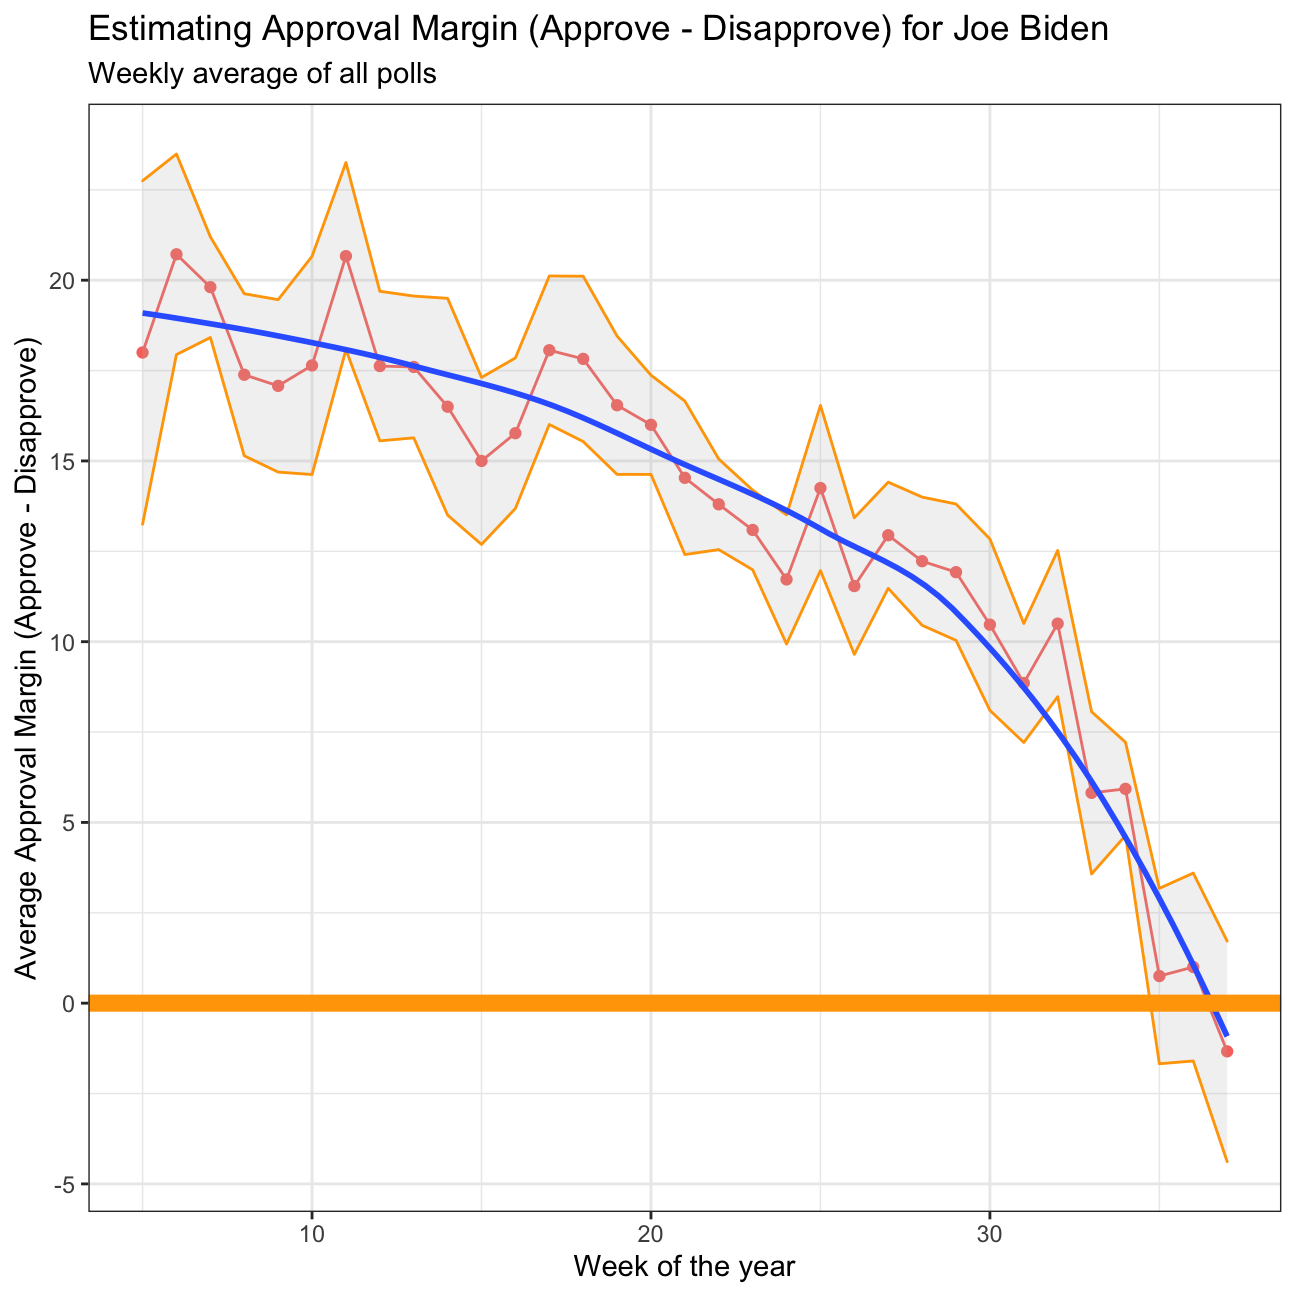 Estimating Approval Margin (Approve - Disapprove) for Joe Biden
Weekly average of all polls
Average Approval Margin (Approve - Disapprove)
20
15
10
5
0
-5
10
20
30
Week of the year